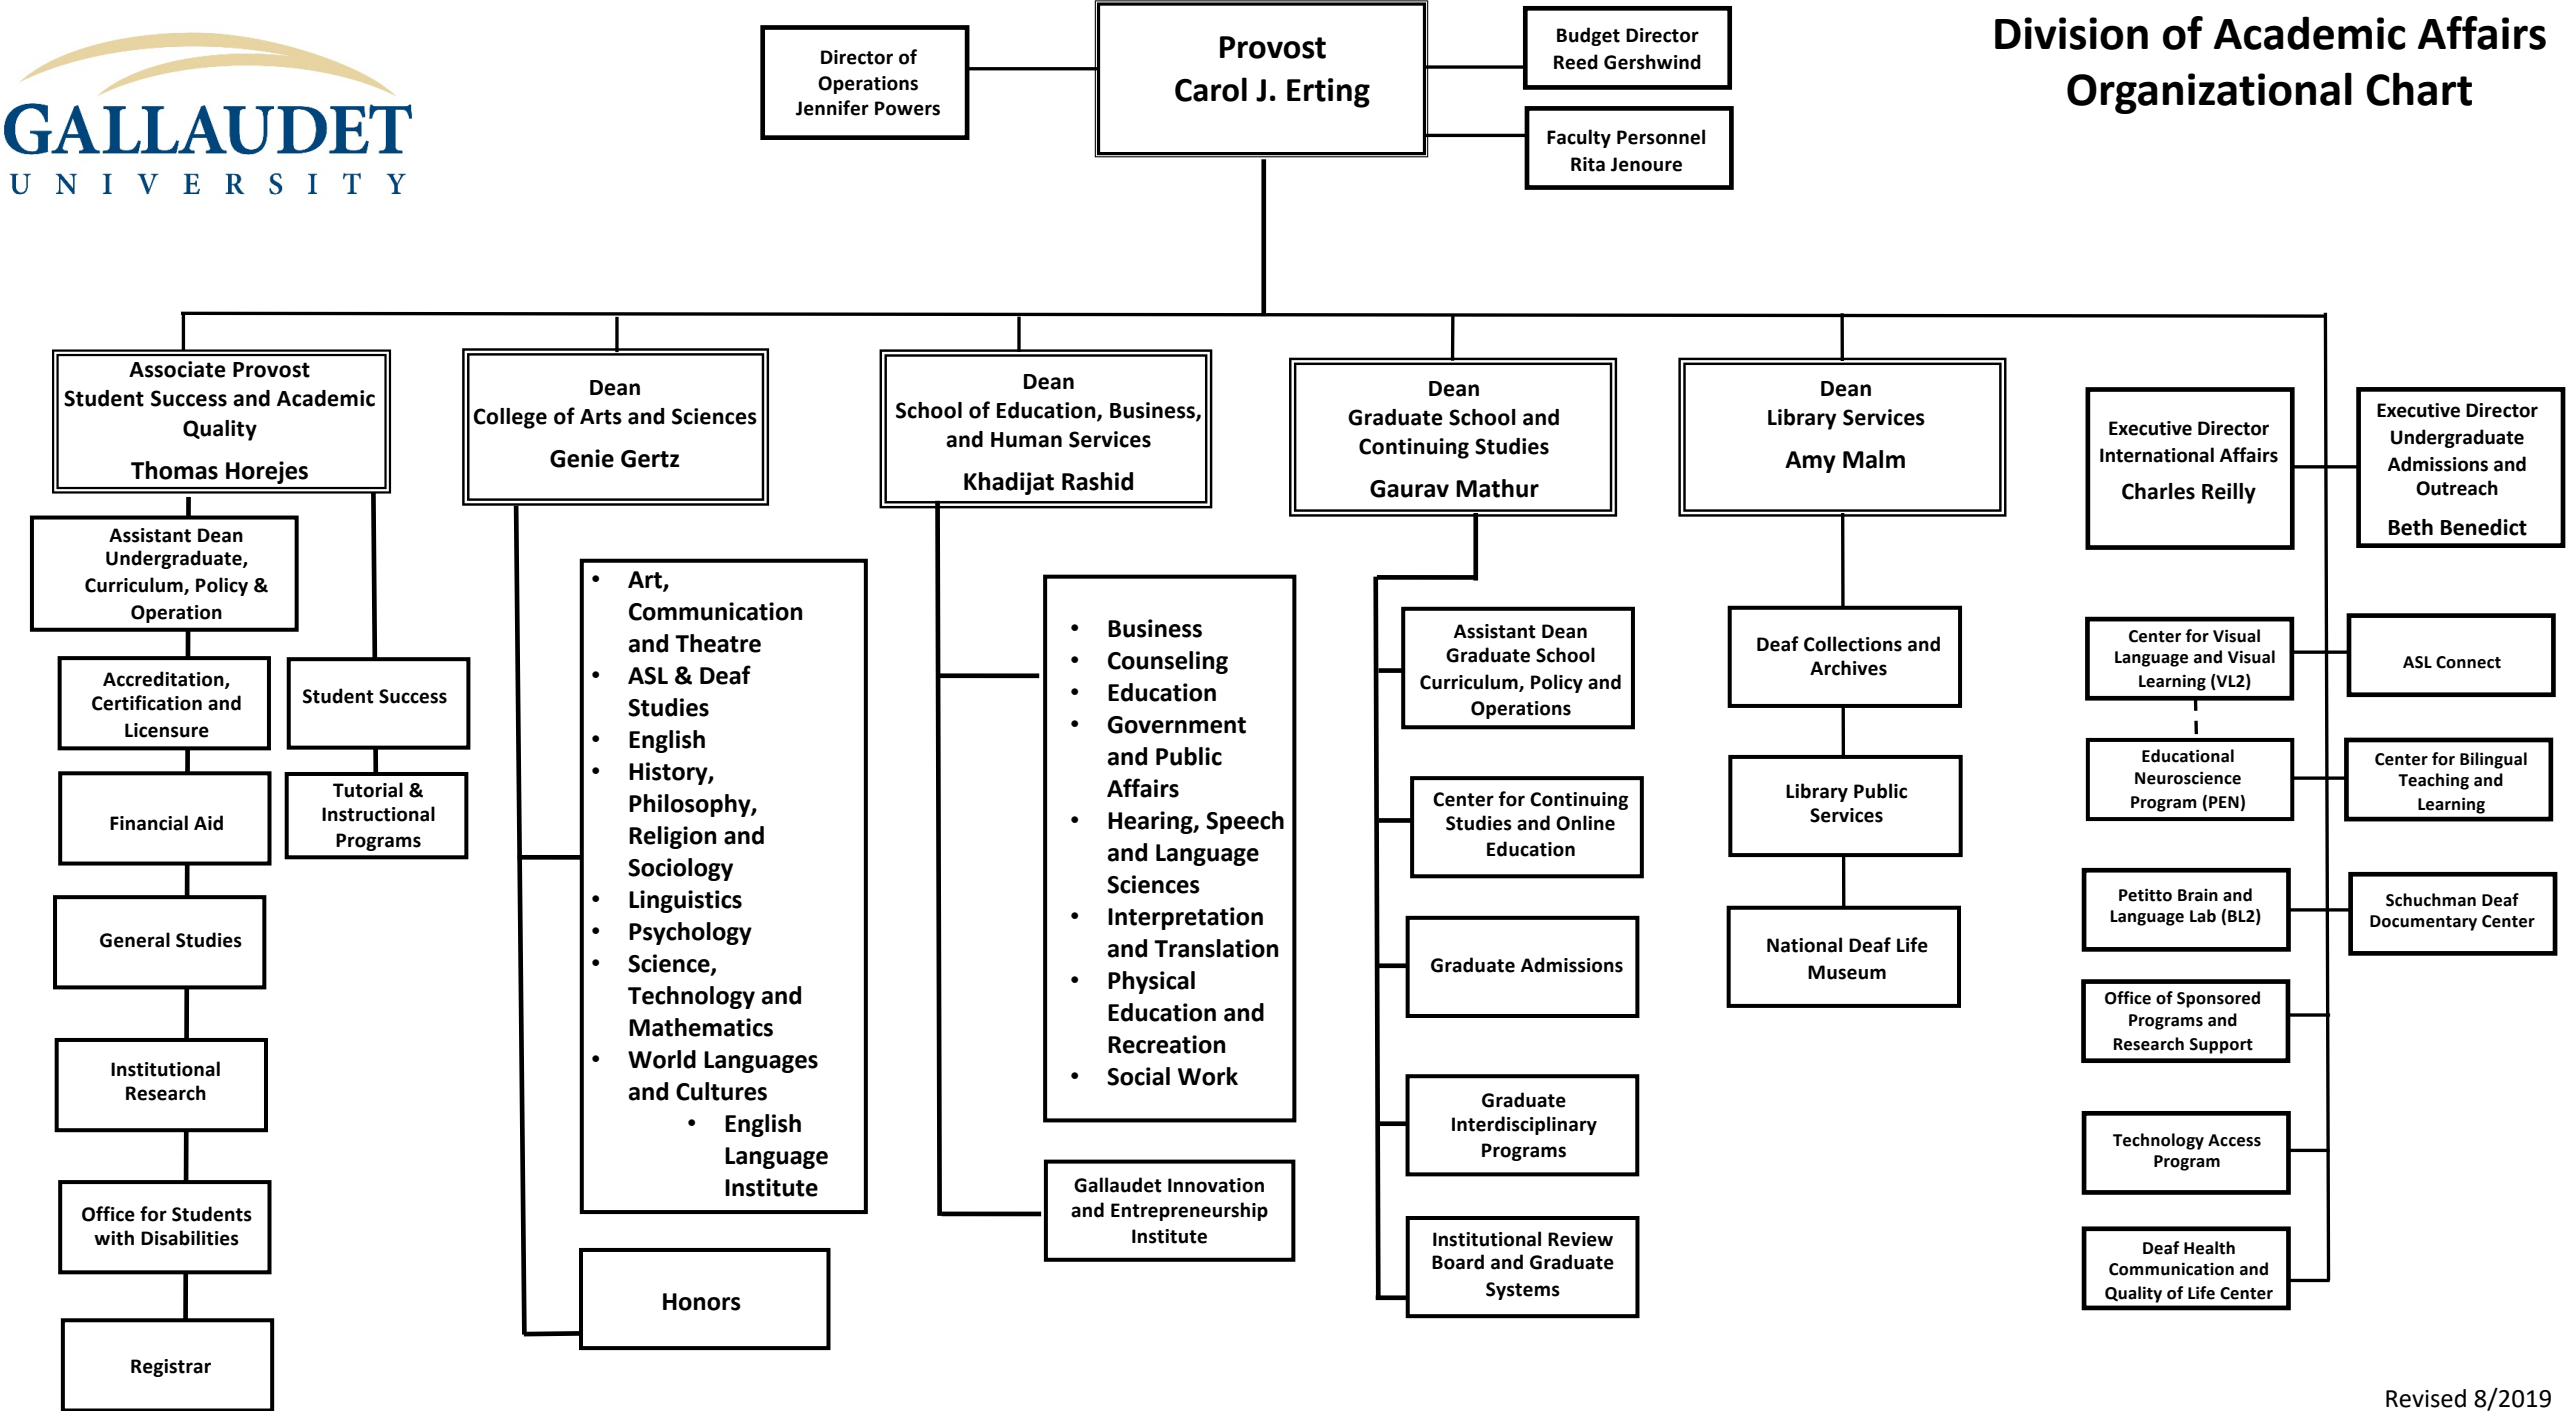 GALLAUDET
UNIVERSITY
Director of
Operations
Jennifer Powers
Provost
Carol J. Erting
Budget Director
Reed Gershwind
Faculty Personnel
Rita Jenoure
Division of Academic Affairs
Organizational Chart
Associate Provost
Student Success and Academic
Quality
Thomas Horejes
Assistant Dean
Undergraduate,
Curriculum, Policy &
Operation
Accreditation,
Certification and
Licensure
Financial Aid
General Studies
Institutional
Research
Office for Students
with Disabilities
Registrar
Student Success
Tutorial &
Instructional
Programs
Dean
College of Arts and Sciences
Genie Gertz
• Art,
Communication
and Theatre
• ASL & Deaf
Studies
• English
• History,
Philosophy,
Religion and
Sociology
• Linguistics
• Psychology
• Science,
Technology and
Mathematics
• World Languages
and Cultures
• English
Language
Institute
Honors
Dean
School of Education, Business,
and Human Services
Khadijat Rashid
• Business
• Counseling
• Education
• Government
and Public
Affairs
• Hearing, Speech
and Language
Sciences
• Interpretation
and Translation
• Physical
Education and
Recreation
• Social Work
Gallaudet Innovation
and Entrepreneurship
Institute
Dean
Graduate School and
Continuing Studies
Gaurav Mathur
Assistant Dean
Graduate School
Curriculum, Policy and
Operations
Center for Continuing
Studies and Online
Education
Graduate Admissions
Graduate
Interdisciplinary
Programs
Institutional Review
Board and Graduate
Systems
Dean
Library Services
Amy Malm
Deaf Collections and
Archives
Library Public
Services
National Deaf Life
Museum
Executive Director
International Affairs
Charles Reilly
Executive Director
Undergraduate
Admissions and
Outreach
Beth Benedict
Center for Visual
Language and Visual
Learning (VL2)
ASL Connect
Educational
Neuroscience
Program (PEN)
Center for Bilingual
Teaching and
Learning
Petitto Brain and
Language Lab (BL2)
Schuchman Deaf
Documentary Center
Office of Sponsored
Programs and
Research Support
Technology Access
Program
Deaf Health
Communication and
Quality of Life Center
Revised 8/2019